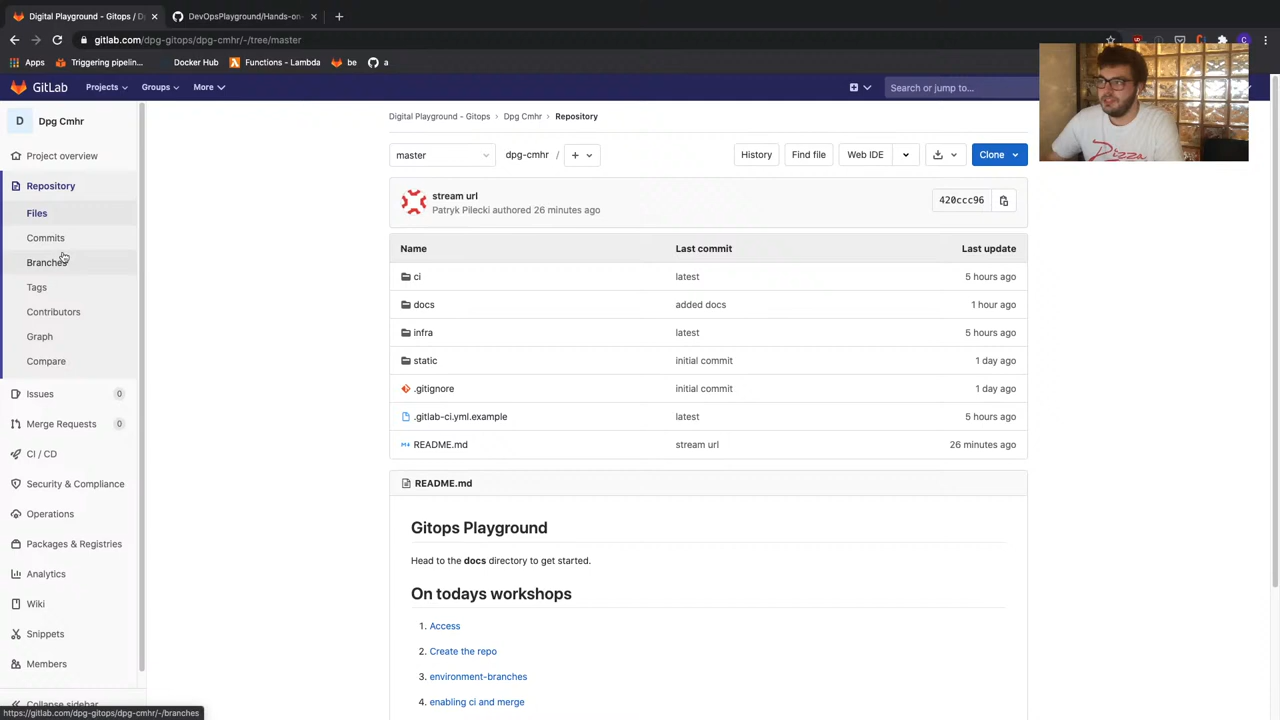 Digital Playground - Gitops / Dp
DevOpsPlayground/Hands-on-
gitlab.com/dpg-gitops/dpg-cmhr/-/tree/master
Apps
Triggering pipelin...
Docker Hub
Functions - Lambda
be
a
GitLab
Projects
Groups
More
Search or jump to...
D
Dpg Cmhr
Project overview
Repository
Files
Commits
Branches
Tags
Contributors
Graph
Compare
Issues 0
Merge Requests 0
CI / CD
Security & Compliance
Operations
Packages & Registries
Analytics
Wiki
Snippets
Members
Collapse sidebar
https://gitlab.com/dpg-gitops/dpg-cmhr/-/branches
Digital Playground - Gitops > Dpg Cmhr > Repository
master
dpg-cmhr /
+
History
Find file
Web IDE
Clone
stream url
Patryk Pilecki authored 26 minutes ago
420ccc96
Name Last commit Last update
ci latest 5 hours ago
docs added docs 1 hour ago
infra latest 5 hours ago
static initial commit 1 day ago
.gitignore initial commit 1 day ago
.gitlab-ci.yml.example latest 5 hours ago
README.md stream url 26 minutes ago
README.md
Gitops Playground
Head to the docs directory to get started.
On todays workshops
1. Access
2. Create the repo
3. environment-branches
4. enabling ci and merge